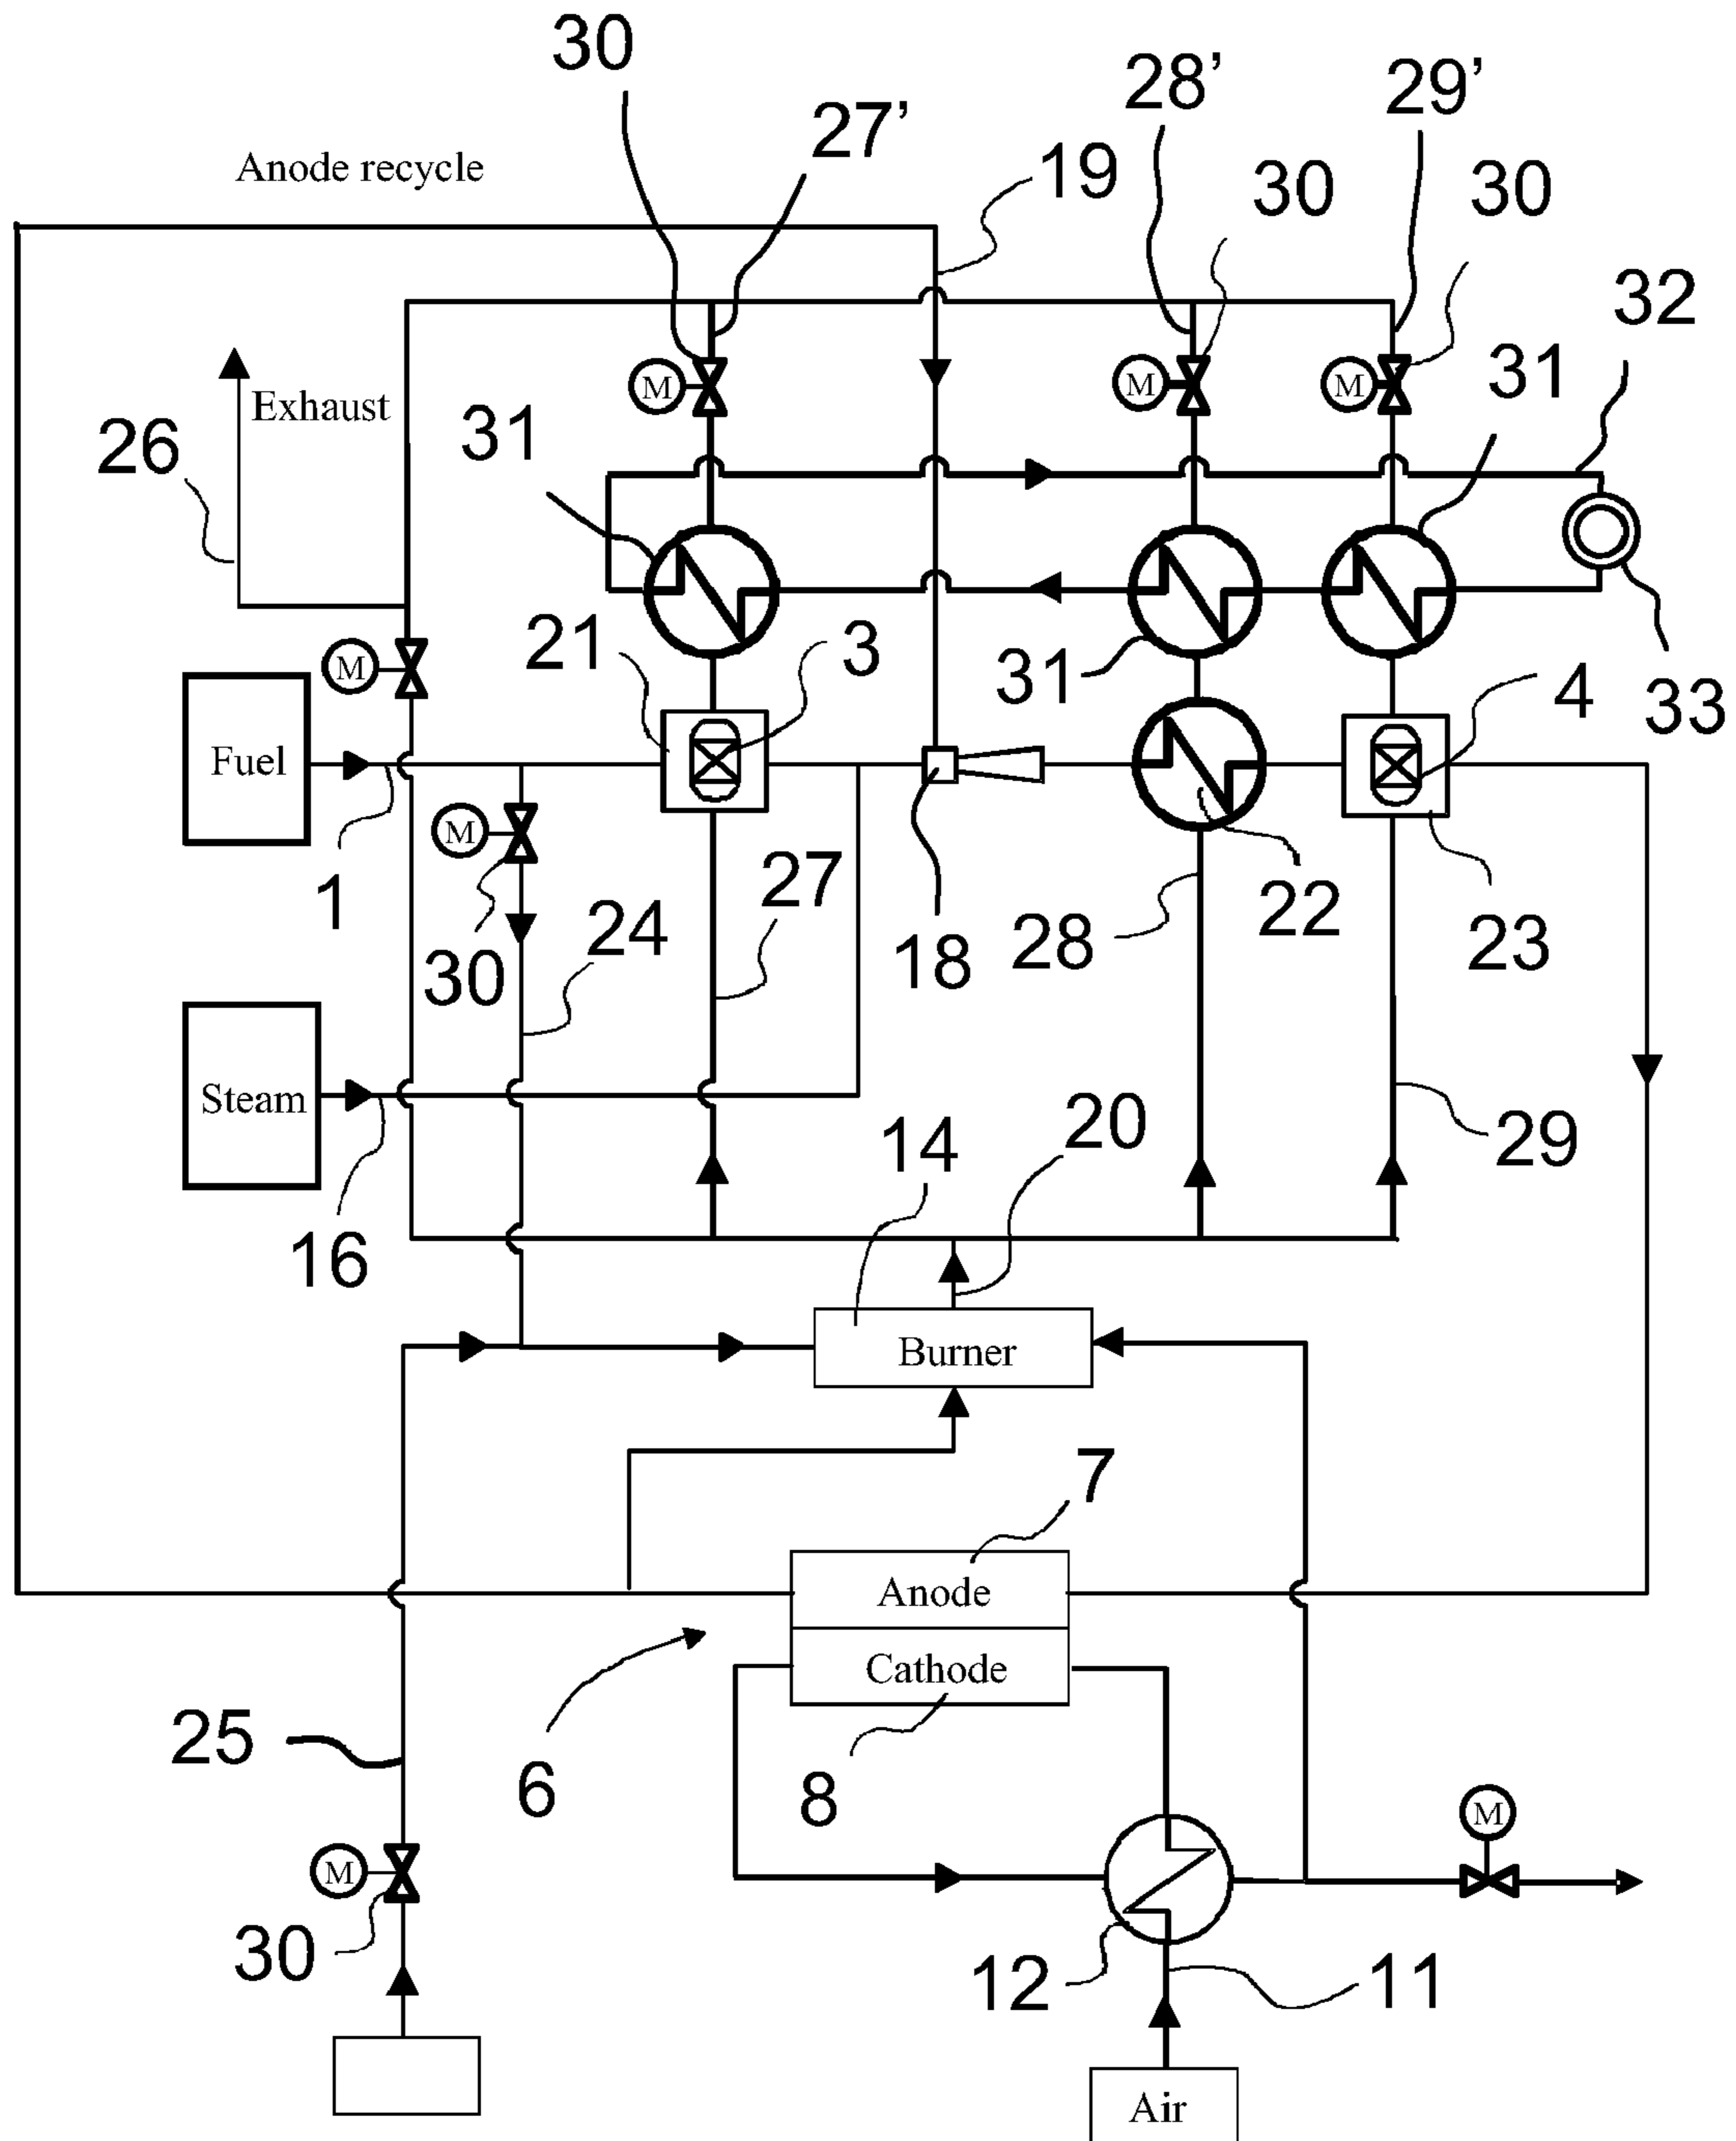 30
28’
29’
27’
19
30
30
Anode recycle
32
M
M
M
31
Exhaust
31
26
21
3
31
4
33
M
Fuel
M
1
27
22
30
24
18
28
23
Steam
14
20
29
16
Burner
7
Anode
Cathode
25
6
8
M
M
30
12
11
Air